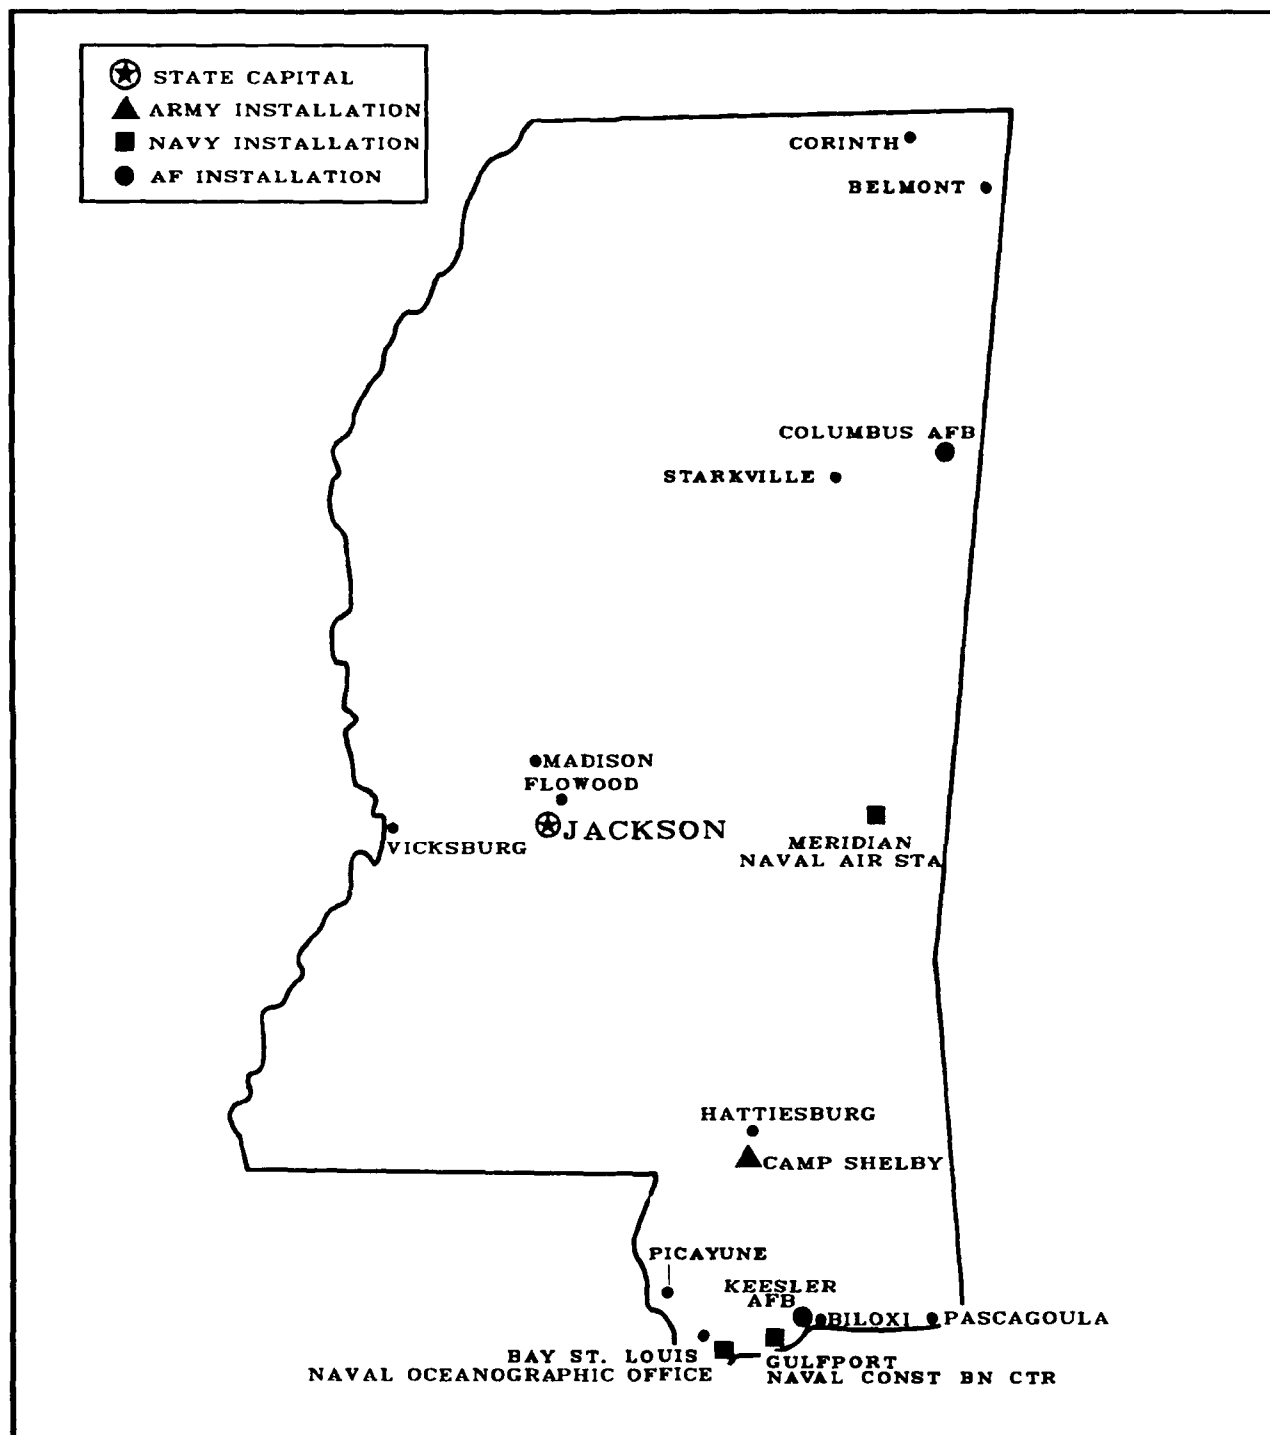 STATE CAPITAL
ARMY INSTALLATION
NAVY INSTALLATION
AF INSTALLATION
CORINTH
BELMONT
COLUMBUS AFB
STARKVILLE
MADISON
FLOWOOD
JACKSON
VICKSBURG
MERIDIAN
NAVAL AIR STA
HATTIESBURG
CAMP SHELBY
PICAYUNE
KEESLER
AFB
BILOXI
PASCAGOULA
BAY ST. LOUIS
NAVAL OCEANOGRAPHIC OFFICE
GULFPORT
NAVAL CONST BN CTR